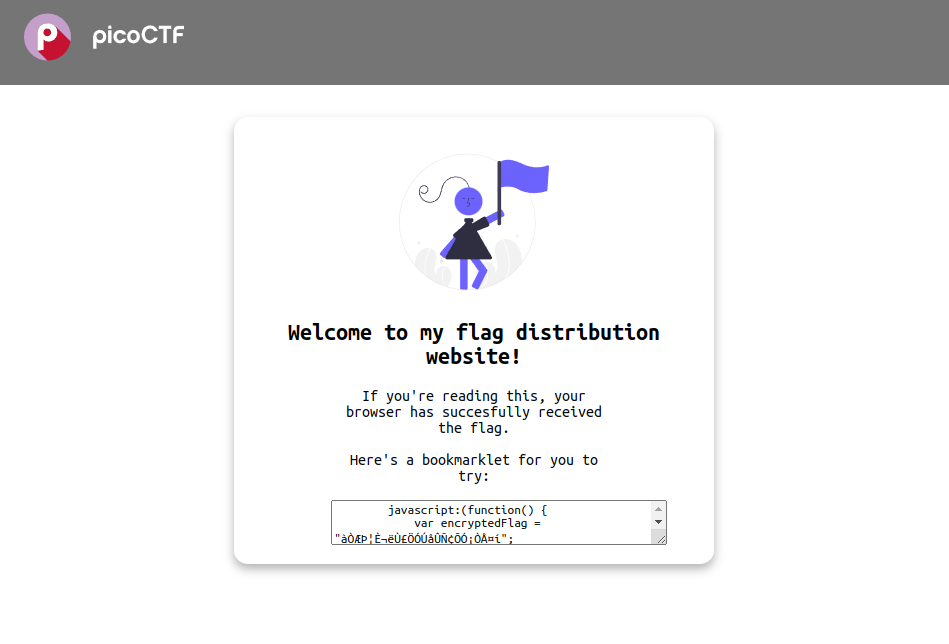 picoCTF
Welcome to my flag distribution
website!
If you're reading this, your
browser has succesfully received
the flag.
Here's a bookmarklet for you to
try:
javascript:(function() {
var encryptedFlag =
"àÒÆÞ¦È¬ëÙ£ÖÓÚåÛÑ¢ÕÓ¡ÒÅ¤í";